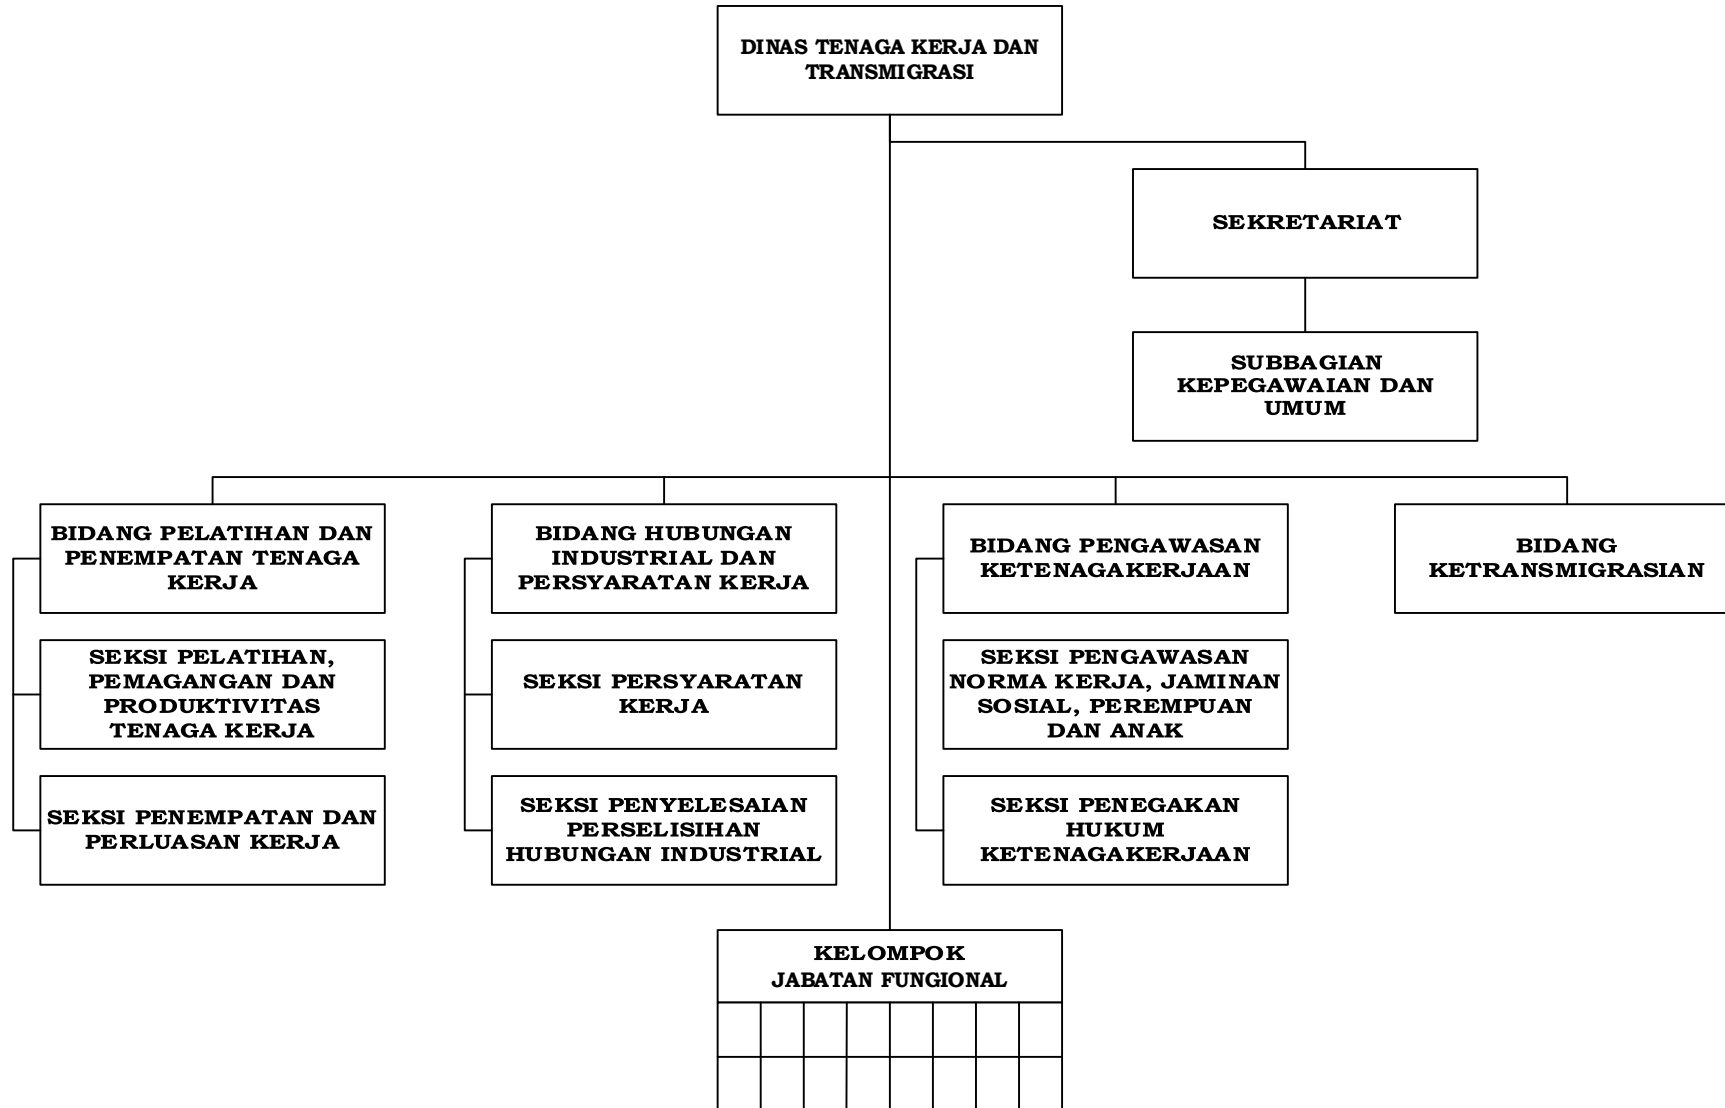 DINAS TENAGA KERJA DAN
TRANSMIGRASI
SEKRETARIAT
SUBBAGIAN
KEPEGAWAIAN DAN
UMUM
BIDANG PELATIHAN DAN
PENEMPATAN TENAGA
KERJA
BIDANG HUBUNGAN
INDUSTRIAL DAN
PERSYARATAN KERJA
BIDANG PENGAWASAN
KETENAGAKERJAAN
BIDANG
KETRANSMIGRASIAN
SEKSI PELATIHAN,
PEMAGANGAN DAN
PRODUKTIVITAS
TENAGA KERJA
SEKSI PERSYARATAN
KERJA
SEKSI PENGAWASAN
NORMA KERJA, JAMINAN
SOSIAL, PEREMPUAN
DAN ANAK
SEKSI PENEMPATAN DAN
PERLUASAN KERJA
SEKSI PENYELESAIAN
PERSELISIHAN
HUBUNGAN INDUSTRIAL
SEKSI PENEGAKAN
HUKUM
KETENAGAKERJAAN
KELOMPOK
JABATAN FUNGIONAL